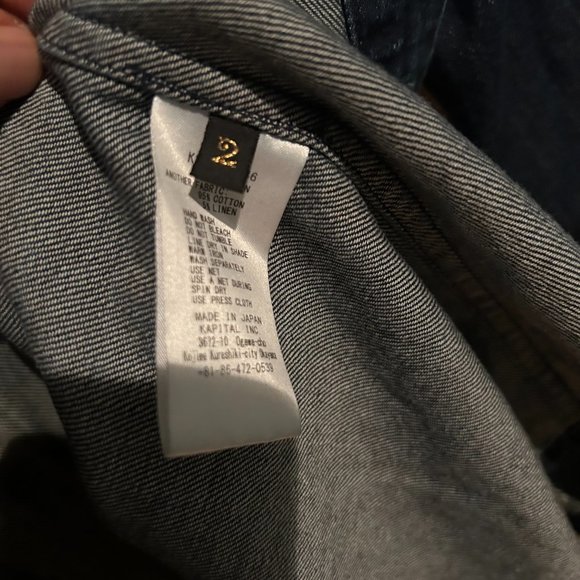 2
ANOTHER FABRIC
COTTON
LINEN
HAND WASH
DO NOT BLEACH
DO NOT TUMBLE
LINE DRY IN SHADE
WARM IRON
WASH SEPARATELY
USE NET
USE A NET DURING
SPIN DRY
USE PRESS CLOTH
MADE IN JAPAN
KAPITAL INC
3672-10 Ogawa-cho
Kojima Kurashiki-city Okayama
+81-86-472-0539